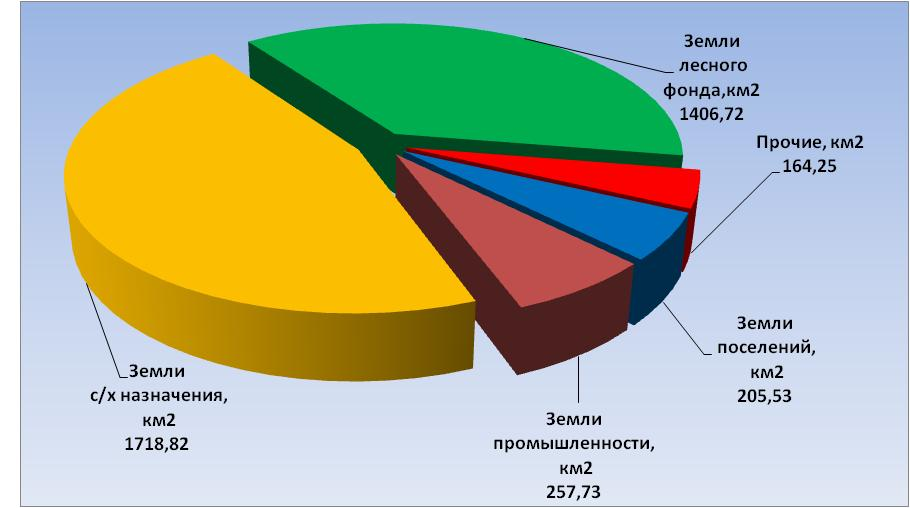 Земли
лесного
фонда,км2
1406,72
Прочие, км2
164,25
Земли
поселений,
км2
205,53
Земли
промышленности,
км2
257,73
Земли
с/х назначения,
км2
1718,82